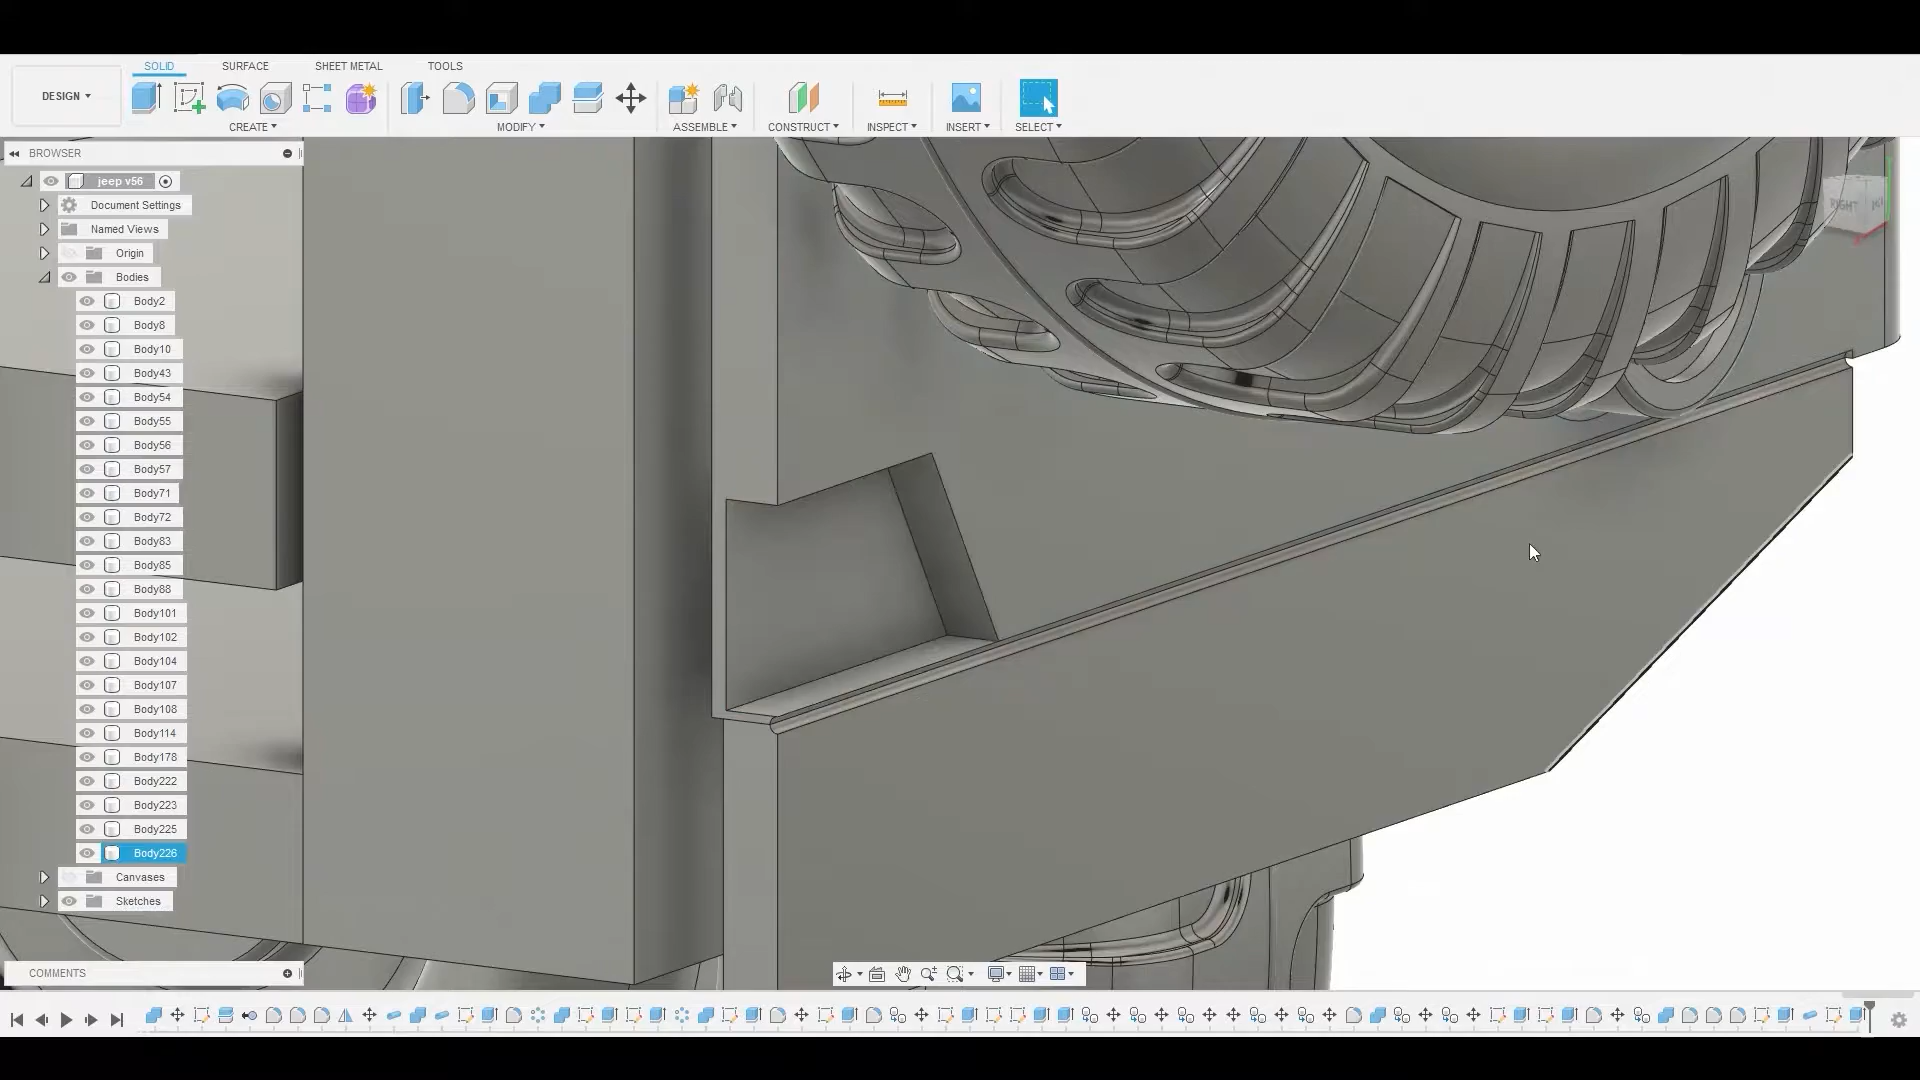 DESIGN
SOLID SURFACE SHEET METAL TOOLS
CREATE MODIFY ASSEMBLE CONSTRUCT INSPECT INSERT SELECT
BROWSER
jeep v56
Document Settings
Named Views
Origin
Bodies
Body2
Body8
Body10
Body43
Body54
Body55
Body56
Body57
Body71
Body72
Body83
Body85
Body88
Body101
Body102
Body104
Body107
Body108
Body114
Body178
Body222
Body223
Body225
Body226
Canvases
Sketches
COMMENTS
RIGHT